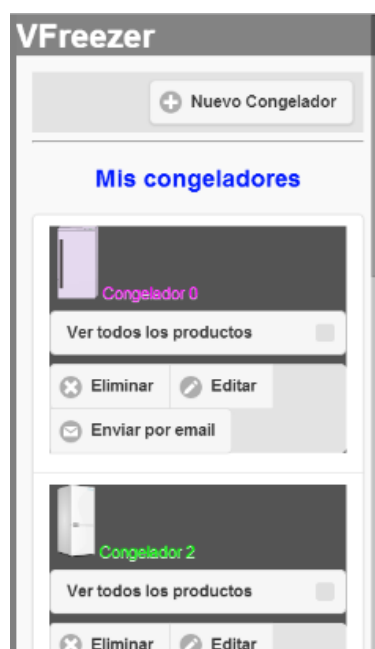 VFreezer
Nuevo Congelador
Mis congeladores
Congelador 0
Ver todos los productos
Eliminar Editar
Enviar por email
Congelador 2
Ver todos los productos
Eliminar Editar